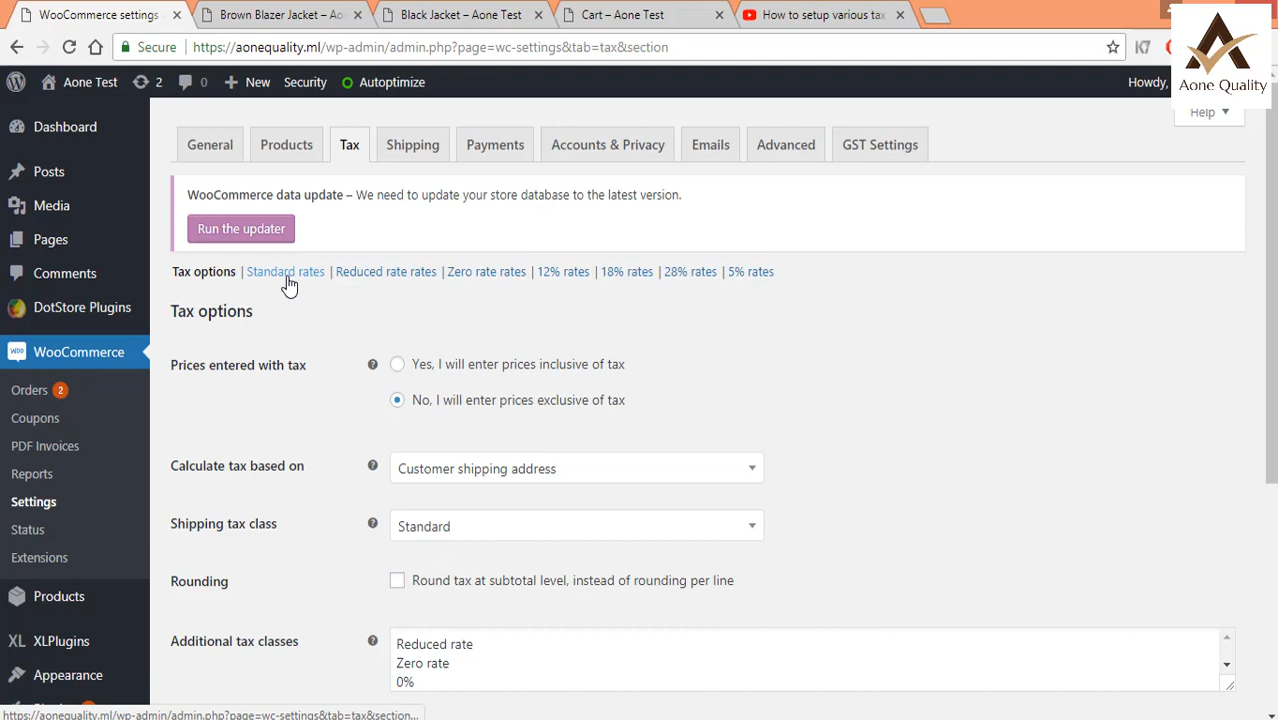 WooCommerce settings
Brown Blazer Jacket – A
Black Jacket – Aone Test
Cart – Aone Test
How to setup various tax
Secure
https://aonequality.ml/wp-admin/admin.php?page=wc-settings&tab=tax&section
K7
Aone Quality
Aone Test
2
0
New
Security
Autoptimize
Howdy,
Help
Dashboard
Posts
Media
Pages
Comments
DotStore Plugins
WooCommerce
Orders 2
Coupons
PDF Invoices
Reports
Settings
Status
Extensions
Products
XL XLPlugins
Appearance
General
Products
Tax
Shipping
Payments
Accounts & Privacy
Emails
Advanced
GST Settings
WooCommerce data update – We need to update your store database to the latest version.
Run the updater
Tax options | Standard rates | Reduced rate rates | Zero rate rates | 12% rates | 18% rates | 28% rates | 5% rates
Tax options
Prices entered with tax
Yes, I will enter prices inclusive of tax
No, I will enter prices exclusive of tax
Calculate tax based on
Customer shipping address
Shipping tax class
Standard
Rounding
Round tax at subtotal level, instead of rounding per line
Additional tax classes
Reduced rate
Zero rate
0%
https://aonequality.ml/wp-admin/admin.php?page=wc-settings&tab=tax&section...